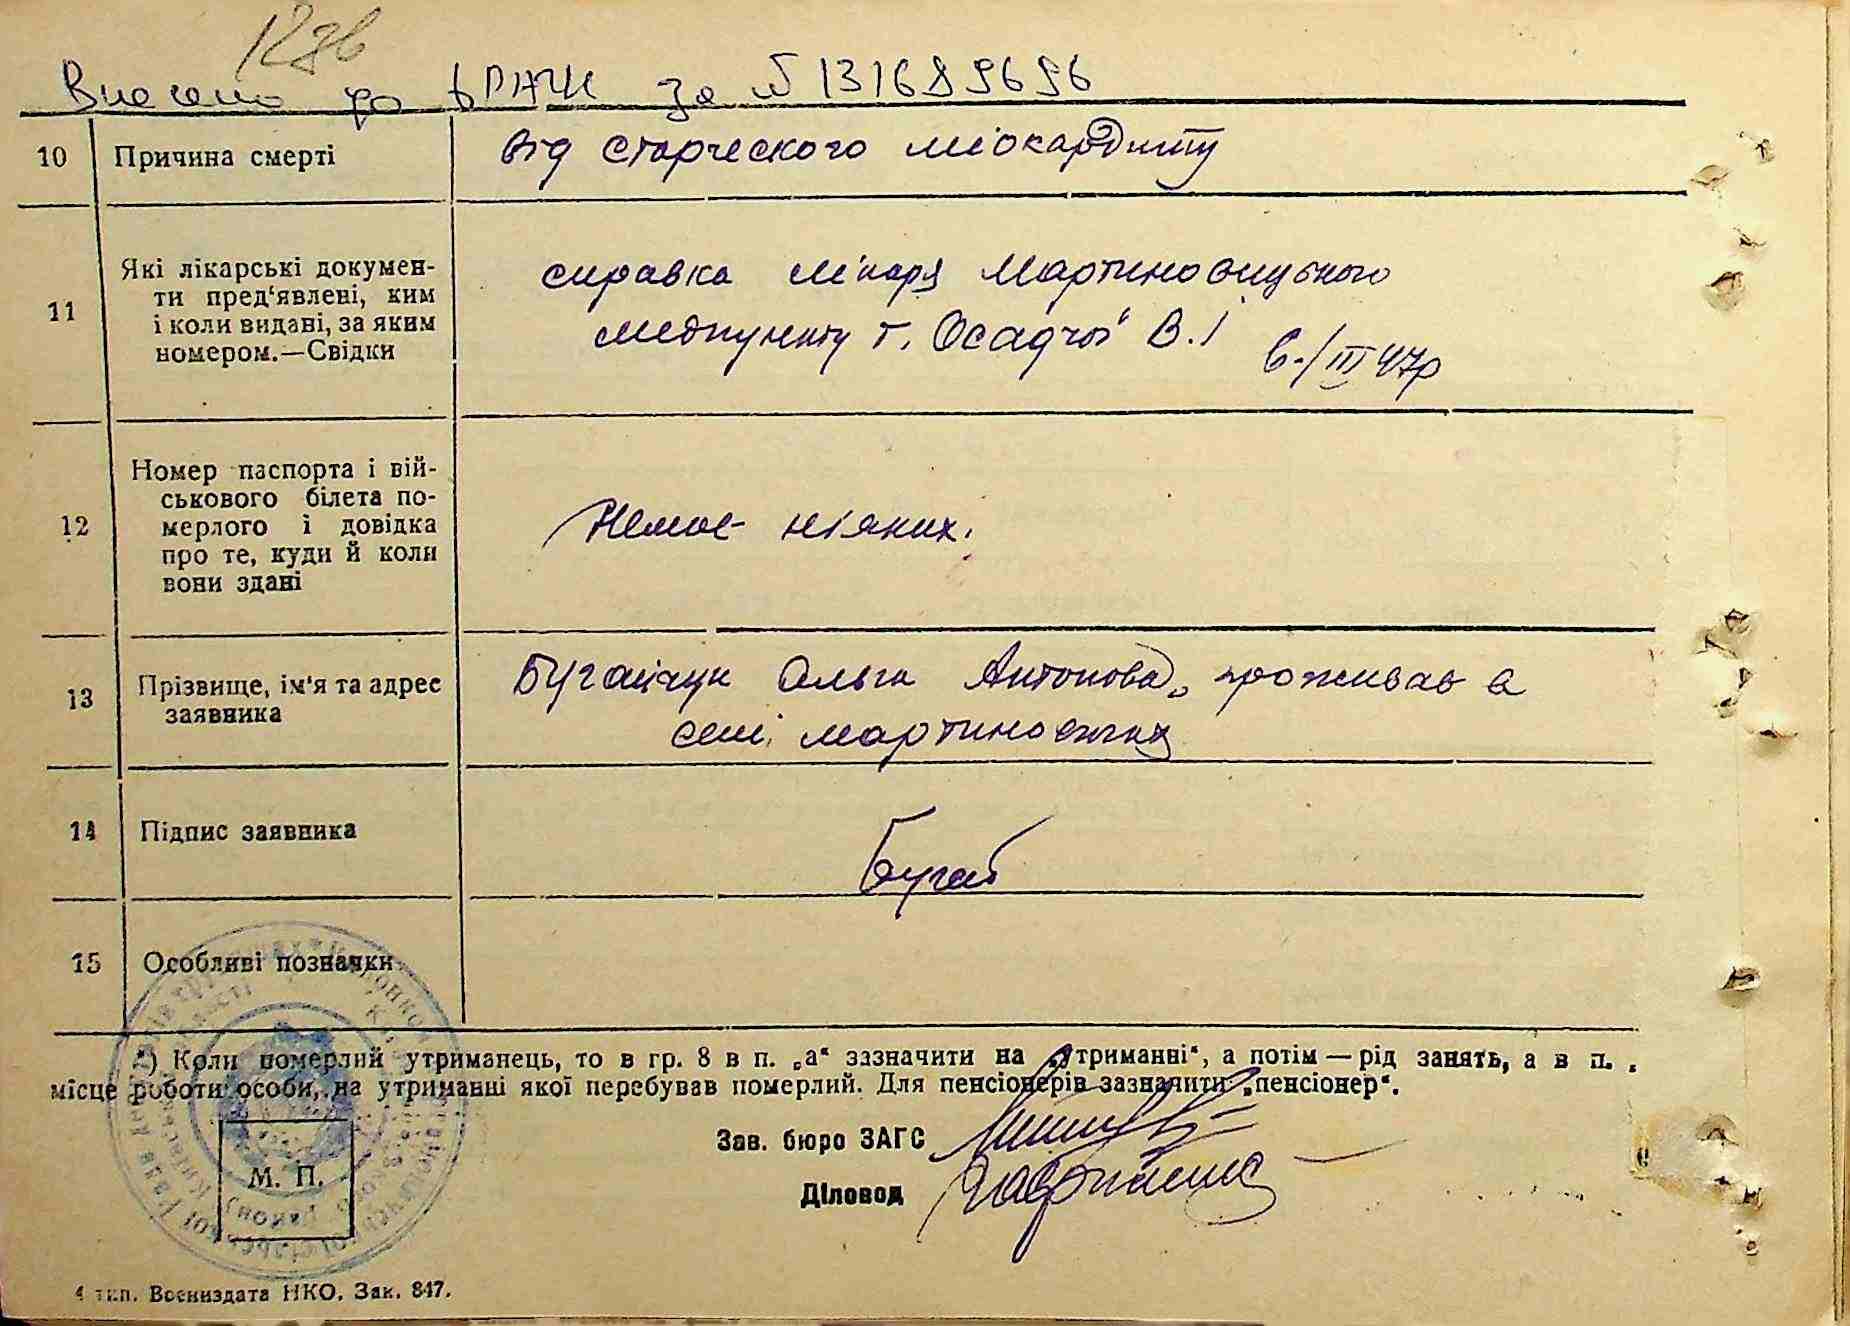 Внесено до ВРАЦС за № 131689696
10 Причина смерті від старческого міокардиту
11 Які лікарські докумен-
ти пред'явлені, ким
і коли видані, за яким
номером.—Свідки
справка лікаря Мартиновицького
медпункту т. Осадчої В.І 6/III 47р
12 Номер паспорта і вій-
ськового білета по-
мерлого і довідка
про те, куди й коли
вони здані
Немає ніяких.
13 Прізвище, ім'я та адрес
заявника
Бугайчук Ольга Антонова, проживає в
селі Мартиновичах
14 Підпис заявника Бугай
15 Особливі позначки
*) Коли померлий утриманець, то в гр. 8 в п. „а“ зазначити на „утриманні“, а потім — рід занять, а в п.
місце роботи особи, на утриманні якої перебував померлий. Для пенсіонерів зазначити „пенсіонер“.
Зав. бюро ЗАГС
Діловод
М. П.
4 тип. Воениздата НКО. Зак. 847.